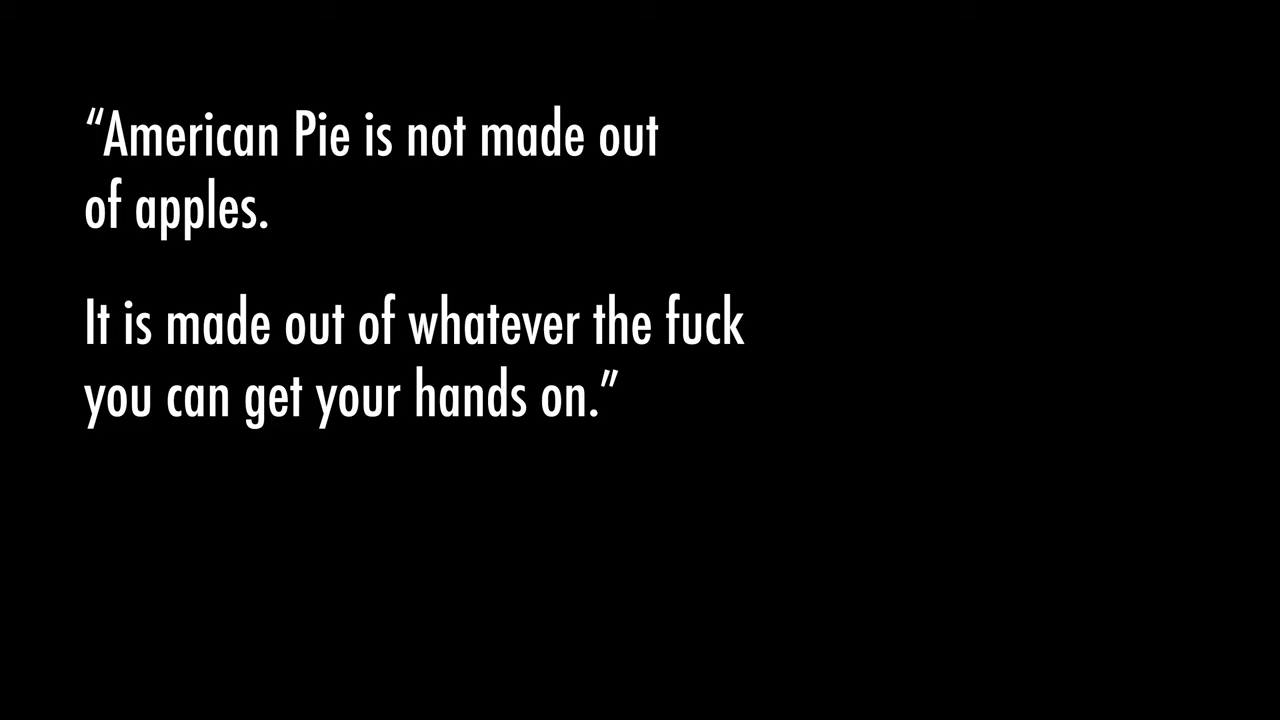 “American Pie is not made out
of apples.
It is made out of whatever the fuck
you can get your hands on.”